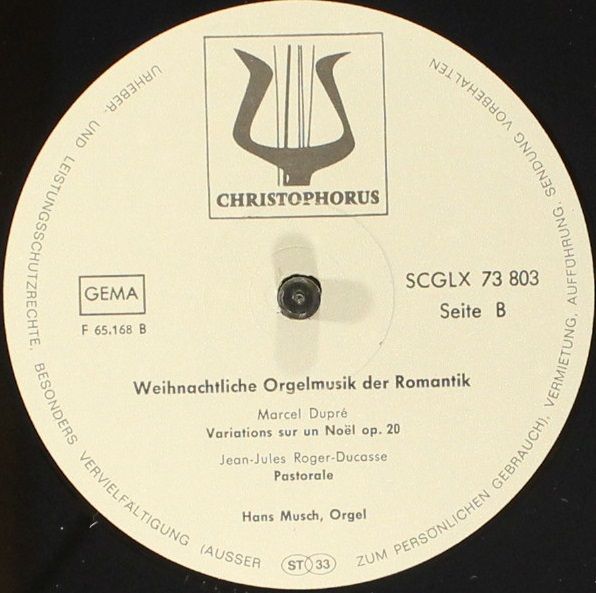 CHRISTOPHORUS
GEMA
F 65.168 B
SCGLX 73 803
Seite B
Weihnachtliche Orgelmusik der Romantik
Marcel Dupré
Variations sur un Noël op. 20
Jean-Jules Roger-Ducasse
Pastorale
Hans Musch, Orgel
URHEBER- UND LEISTUNGSSCHUTZRECHTE, BESONDERS VERVIELFÄLTIGUNG (AUSSER ZUM PERSÖNLICHEN GEBRAUCH), VERMIETUNG, AUFFÜHRUNG, SENDUNG VORBEHALTEN
ST 33